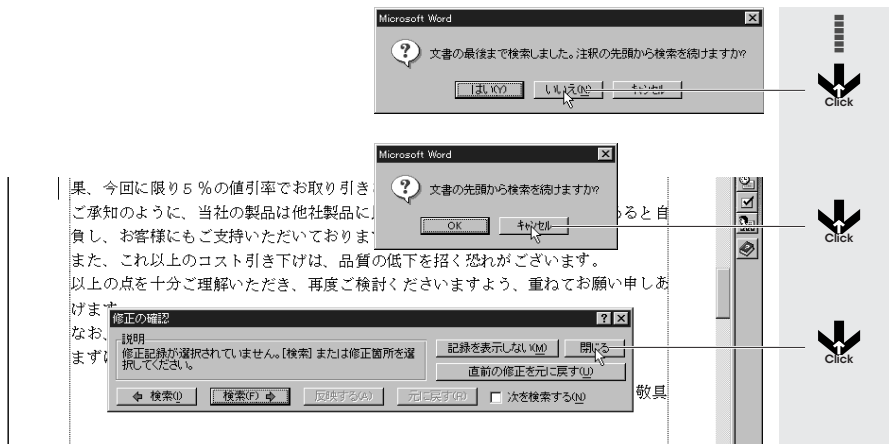 Microsoft Word
文書の最後まで検索しました。注釈の先頭から検索を続けますか?
はい(Y) いいえ(N) キャンセル
Click
Microsoft Word
文書の先頭から検索を続けますか?
OK キャンセル
Click
果、今回に限り5%の値引率でお取り引き
ご承知のように、当社の製品は他社製品に あると自
負し、お客様にもご支持いただいておりま
また、これ以上のコスト引き下げは、品質の低下を招く恐れがございます。
以上の点を十分ご理解いただき、再度ご検討くださいますよう、重ねてお願い申しあ
げます
なお、
まずは
修正の確認
説明
修正記録が選択されていません。[検索] または修正箇所を選
択してください。
記録を表示しない(M) 閉じる
直前の修正を元に戻す(U)
Click
検索(I) 検索(F) 反映する(A) 元に戻す(R) 次を検索する(N)
敬具